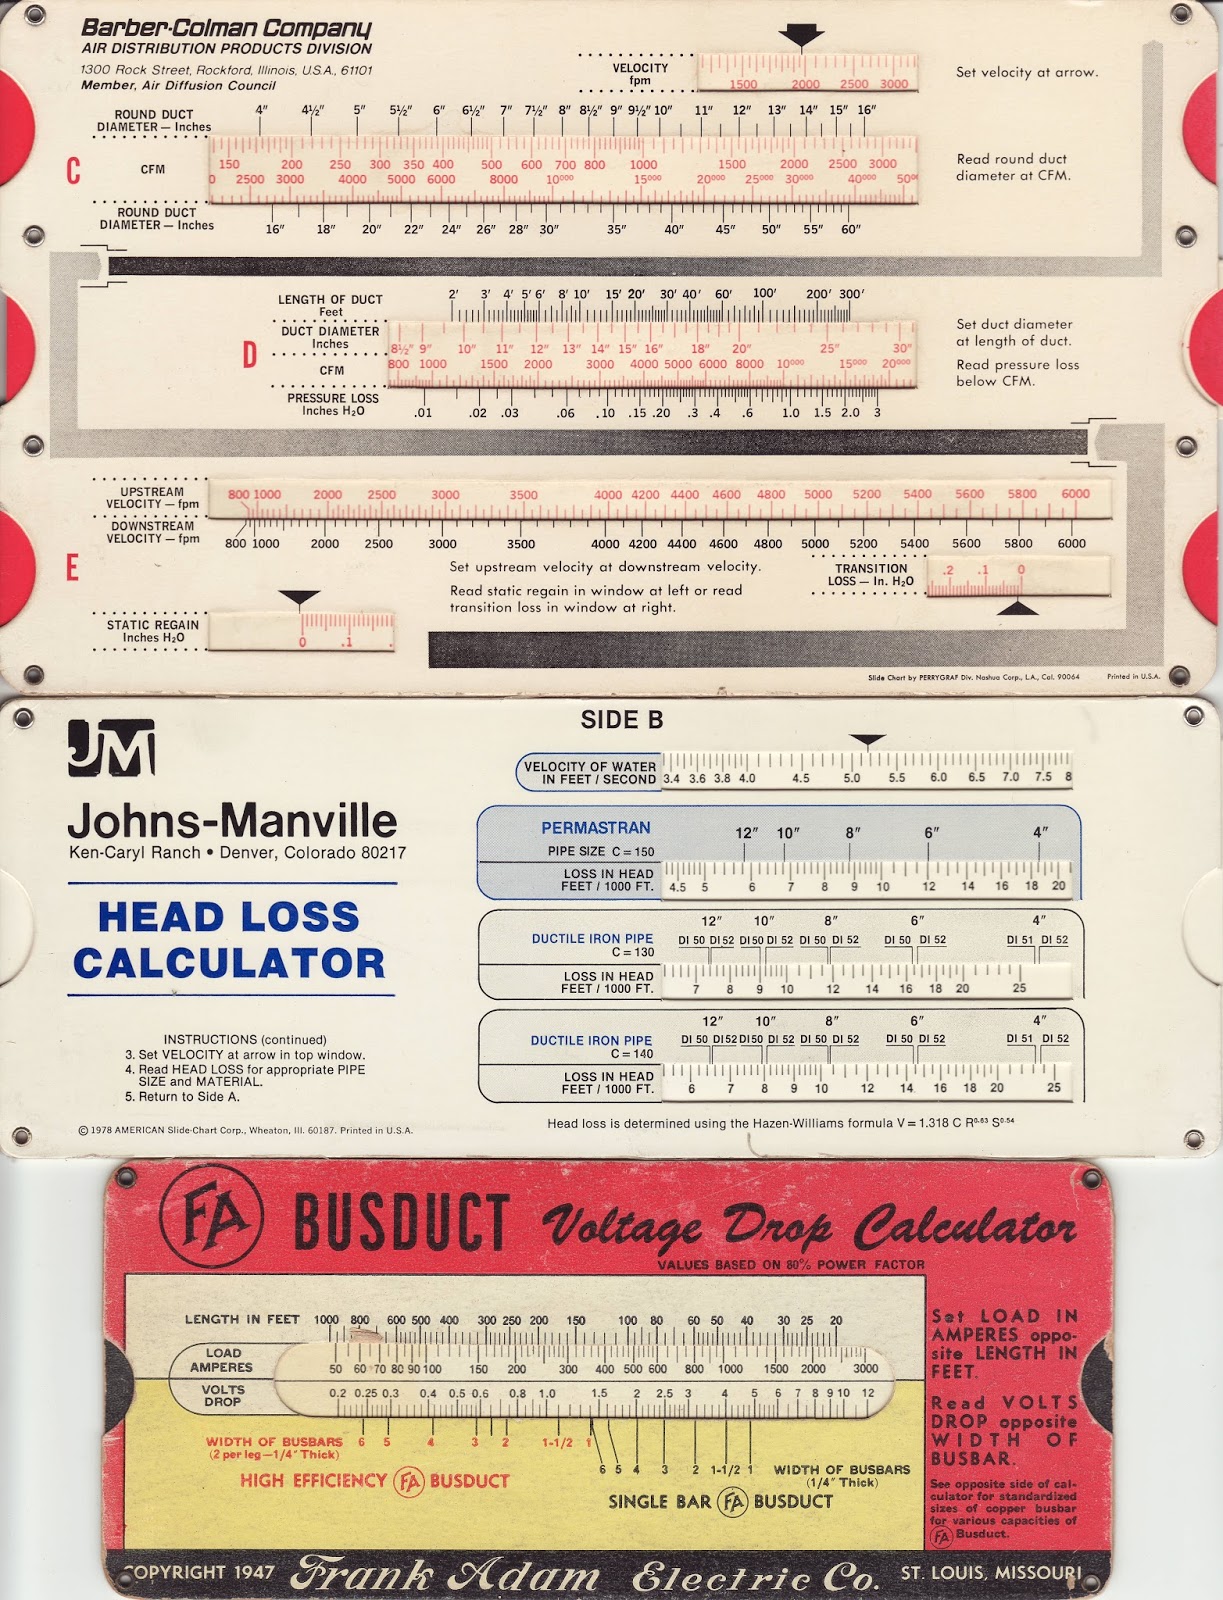 Barber-Colman Company
AIR DISTRIBUTION PRODUCTS DIVISION
1300 Rock Street, Rockford, Illinois, U.S.A., 61101
Member, Air Diffusion Council
VELOCITY
fpm
1500 2000 2500 3000
Set velocity at arrow.
ROUND DUCT
DIAMETER — Inches
4" 4½" 5" 5½" 6" 6½" 7" 7½" 8" 8½" 9" 9½" 10" 11" 12" 13" 14" 15" 16"
C
CFM
150 200 250 300 350 400 500 600 700 800 1000 1500 2000 2500 3000
0 2500 3000 4000 5000 6000 8000 10000 15000 20000 25000 30000 40000
Read round duct
diameter at CFM.
ROUND DUCT
DIAMETER — Inches
16" 18" 20" 22" 24" 26" 28" 30" 35" 40" 45" 50" 55" 60"
LENGTH OF DUCT
Feet
2' 3' 4' 5' 6' 8' 10' 15' 20' 30' 40' 60' 100' 200' 300'
D
DUCT DIAMETER
Inches
8½" 9" 10" 11" 12" 13" 14" 15" 16" 18" 20" 25" 30"
CFM
800 1000 1500 2000 3000 4000 5000 6000 8000 10000 15000 20000
PRESSURE LOSS
Inches H₂O
.01 .02 .03 .06 .10 .15 .20 .3 .4 .6 1.0 1.5 2.0 3
Set duct diameter
at length of duct.
Read pressure loss
below CFM.
E
UPSTREAM
VELOCITY — fpm
800 1000 2000 2500 3000 3500 4000 4200 4400 4600 4800 5000 5200 5400 5600 5800 6000
DOWNSTREAM
VELOCITY — fpm
800 1000 2000 2500 3000 3500 4000 4200 4400 4600 4800 5000 5200 5400 5600 5800 6000
Set upstream velocity at downstream velocity.
Read static regain in window at left or read
transition loss in window at right.
TRANSITION
LOSS — In. H₂O
.2 .1 0
STATIC REGAIN
Inches H₂O
0 .1
Slide Chart by PERRYGRAF Div. Nashua Corp., L.A., Cal. 90064 Printed in U.S.A.
JM
Johns-Manville
Ken-Caryl Ranch • Denver, Colorado 80217
HEAD LOSS
CALCULATOR
INSTRUCTIONS (continued)
3. Set VELOCITY at arrow in top window.
4. Read HEAD LOSS for appropriate PIPE
SIZE and MATERIAL.
5. Return to Side A.
© 1978 AMERICAN Slide-Chart Corp., Wheaton, Ill. 60187. Printed in U.S.A.
SIDE B
VELOCITY OF WATER
IN FEET / SECOND
3.4 3.6 3.8 4.0 4.5 5.0 5.5 6.0 6.5 7.0 7.5 8
PERMASTRAN
PIPE SIZE C = 150
12" 10" 8" 6" 4"
LOSS IN HEAD
FEET / 1000 FT.
4.5 5 6 7 8 9 10 12 14 16 18 20
12" 10" 8" 6" 4"
DUCTILE IRON PIPE
C = 130
DI 50 DI 52 DI 50 DI 52 DI 50 DI 52 DI 50 DI 52 DI 51 DI 52
LOSS IN HEAD
FEET / 1000 FT.
7 8 9 10 12 14 16 18 20 25
12" 10" 8" 6" 4"
DUCTILE IRON PIPE
C = 140
DI 50 DI 52 DI 50 DI 52 DI 50 DI 52 DI 50 DI 52 DI 51 DI 52
LOSS IN HEAD
FEET / 1000 FT.
6 7 8 9 10 12 14 16 18 20 25
Head loss is determined using the Hazen-Williams formula V = 1.318 C R⁰·⁶³ S⁰·⁵⁴
FA BUSDUCT Voltage Drop Calculator
VALUES BASED ON 80% POWER FACTOR
LENGTH IN FEET 1000 800 600 500 400 300 250 200 150 100 80 60 50 40 30 25 20
LOAD
AMPERES
50 60 70 80 90 100 150 200 300 400 500 600 800 1000 1500 2000 3000
VOLTS
DROP
0.2 0.25 0.3 0.4 0.5 0.6 0.8 1.0 1.5 2 2.5 3 4 5 6 7 8 9 10 12
WIDTH OF BUSBARS 6 5 4 3 2 1-1/2 1
(2 per leg—1/4" Thick)
HIGH EFFICIENCY FA BUSDUCT
6 5 4 3 2 1-1/2 1 WIDTH OF BUSBARS
(1/4" Thick)
SINGLE BAR FA BUSDUCT
Set LOAD IN
AMPERES oppo-
site LENGTH IN
FEET.
Read VOLTS
DROP opposite
WIDTH OF
BUSBAR.
See opposite side of cal-
culator for standardized
sizes of copper busbar
for various capacities of
FA Busduct.
COPYRIGHT 1947 Frank Adam Electric Co. ST. LOUIS, MISSOURI